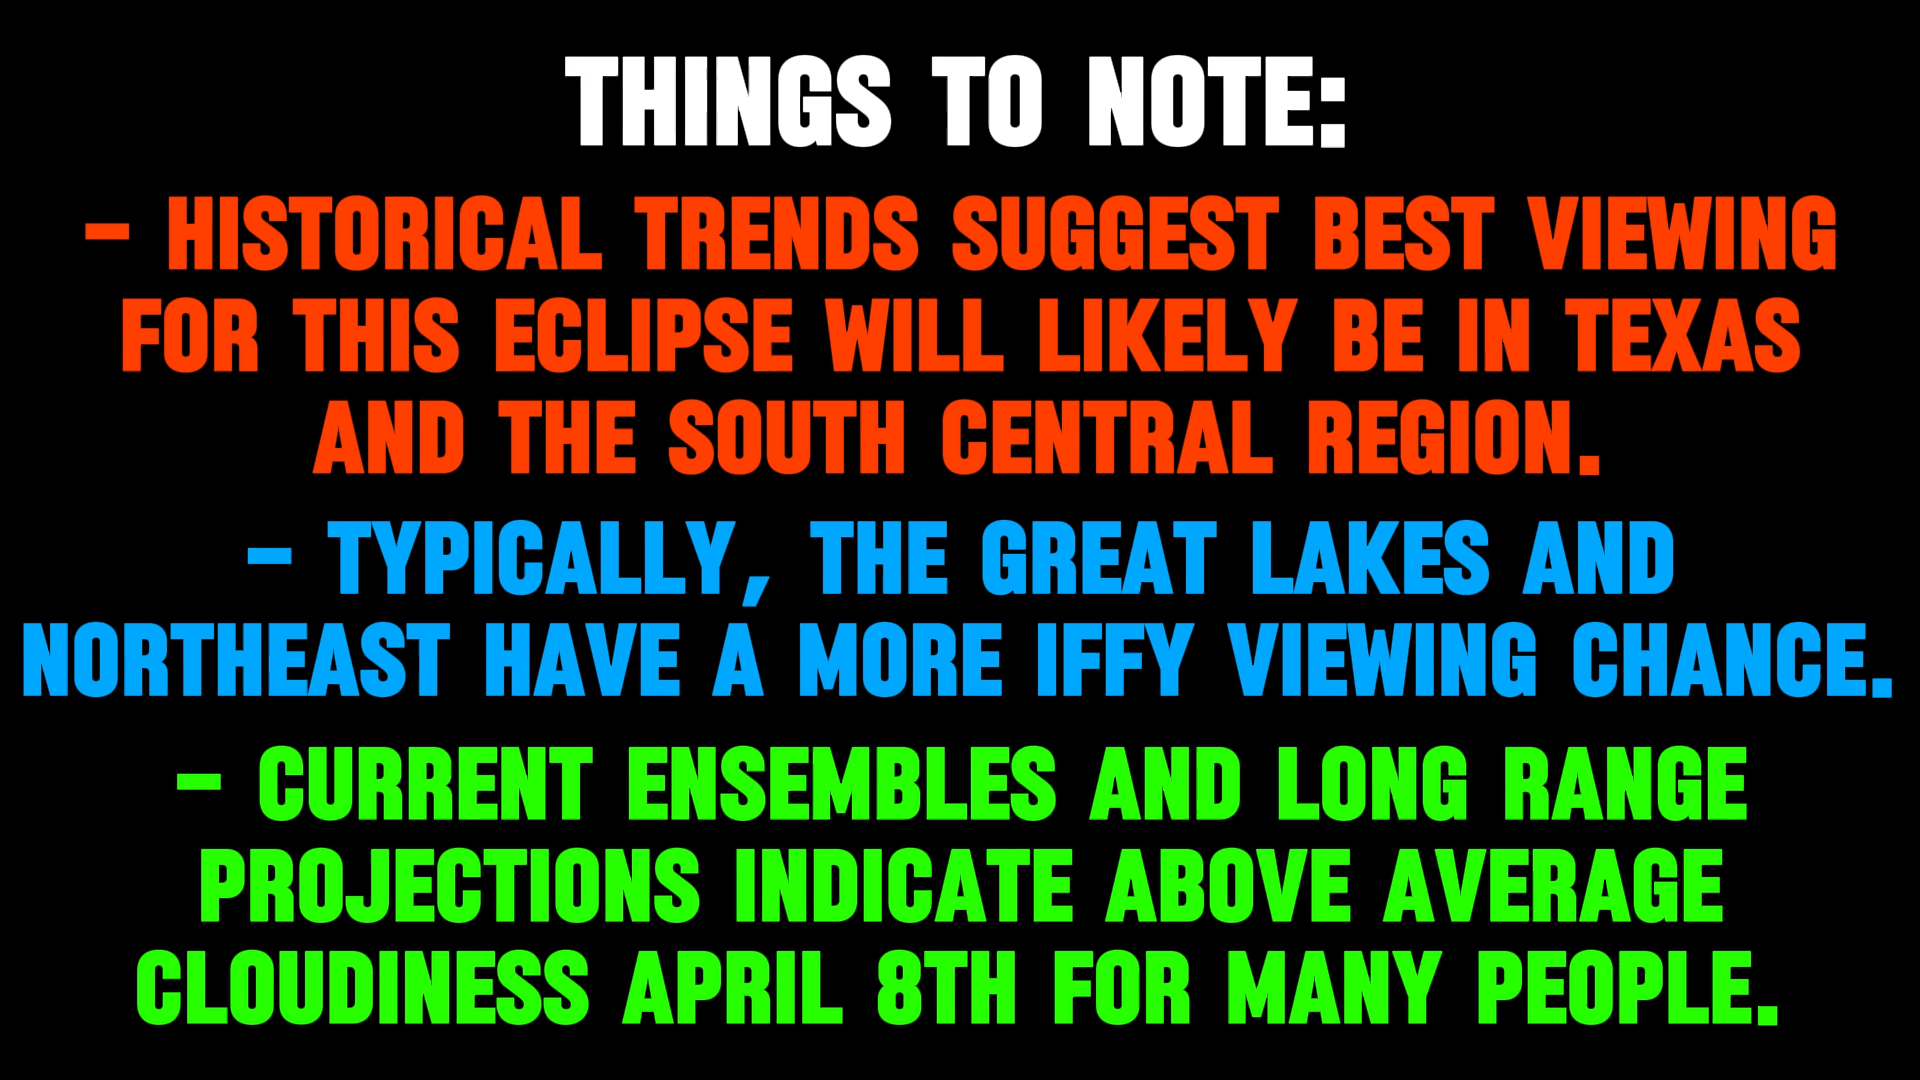 THINGS TO NOTE:
- HISTORICAL TRENDS SUGGEST BEST VIEWING
FOR THIS ECLIPSE WILL LIKELY BE IN TEXAS
AND THE SOUTH CENTRAL REGION.
- TYPICALLY, THE GREAT LAKES AND
NORTHEAST HAVE A MORE IFFY VIEWING CHANCE.
- CURRENT ENSEMBLES AND LONG RANGE
PROJECTIONS INDICATE ABOVE AVERAGE
CLOUDINESS APRIL 8TH FOR MANY PEOPLE.